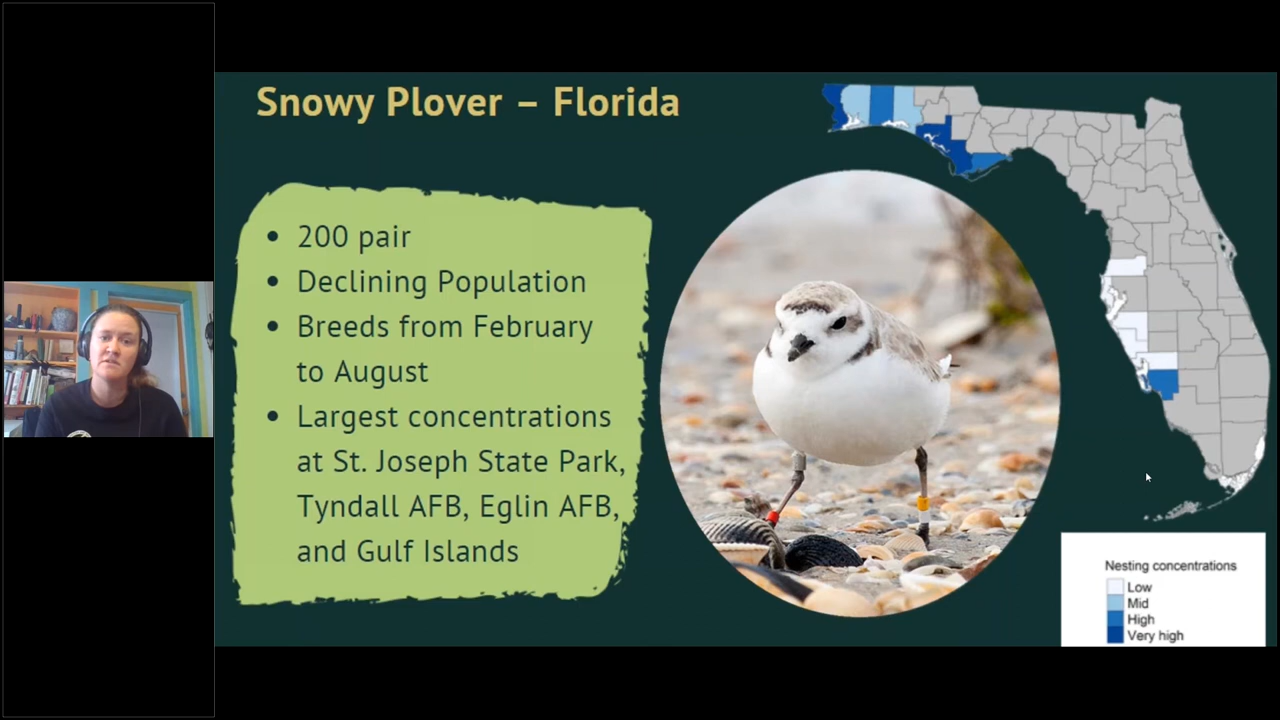 Snowy Plover – Florida
• 200 pair
• Declining Population
• Breeds from February
to August
• Largest concentrations
at St. Joseph State Park,
Tyndall AFB, Eglin AFB,
and Gulf Islands
Nesting concentrations
Low
Mid
High
Very high